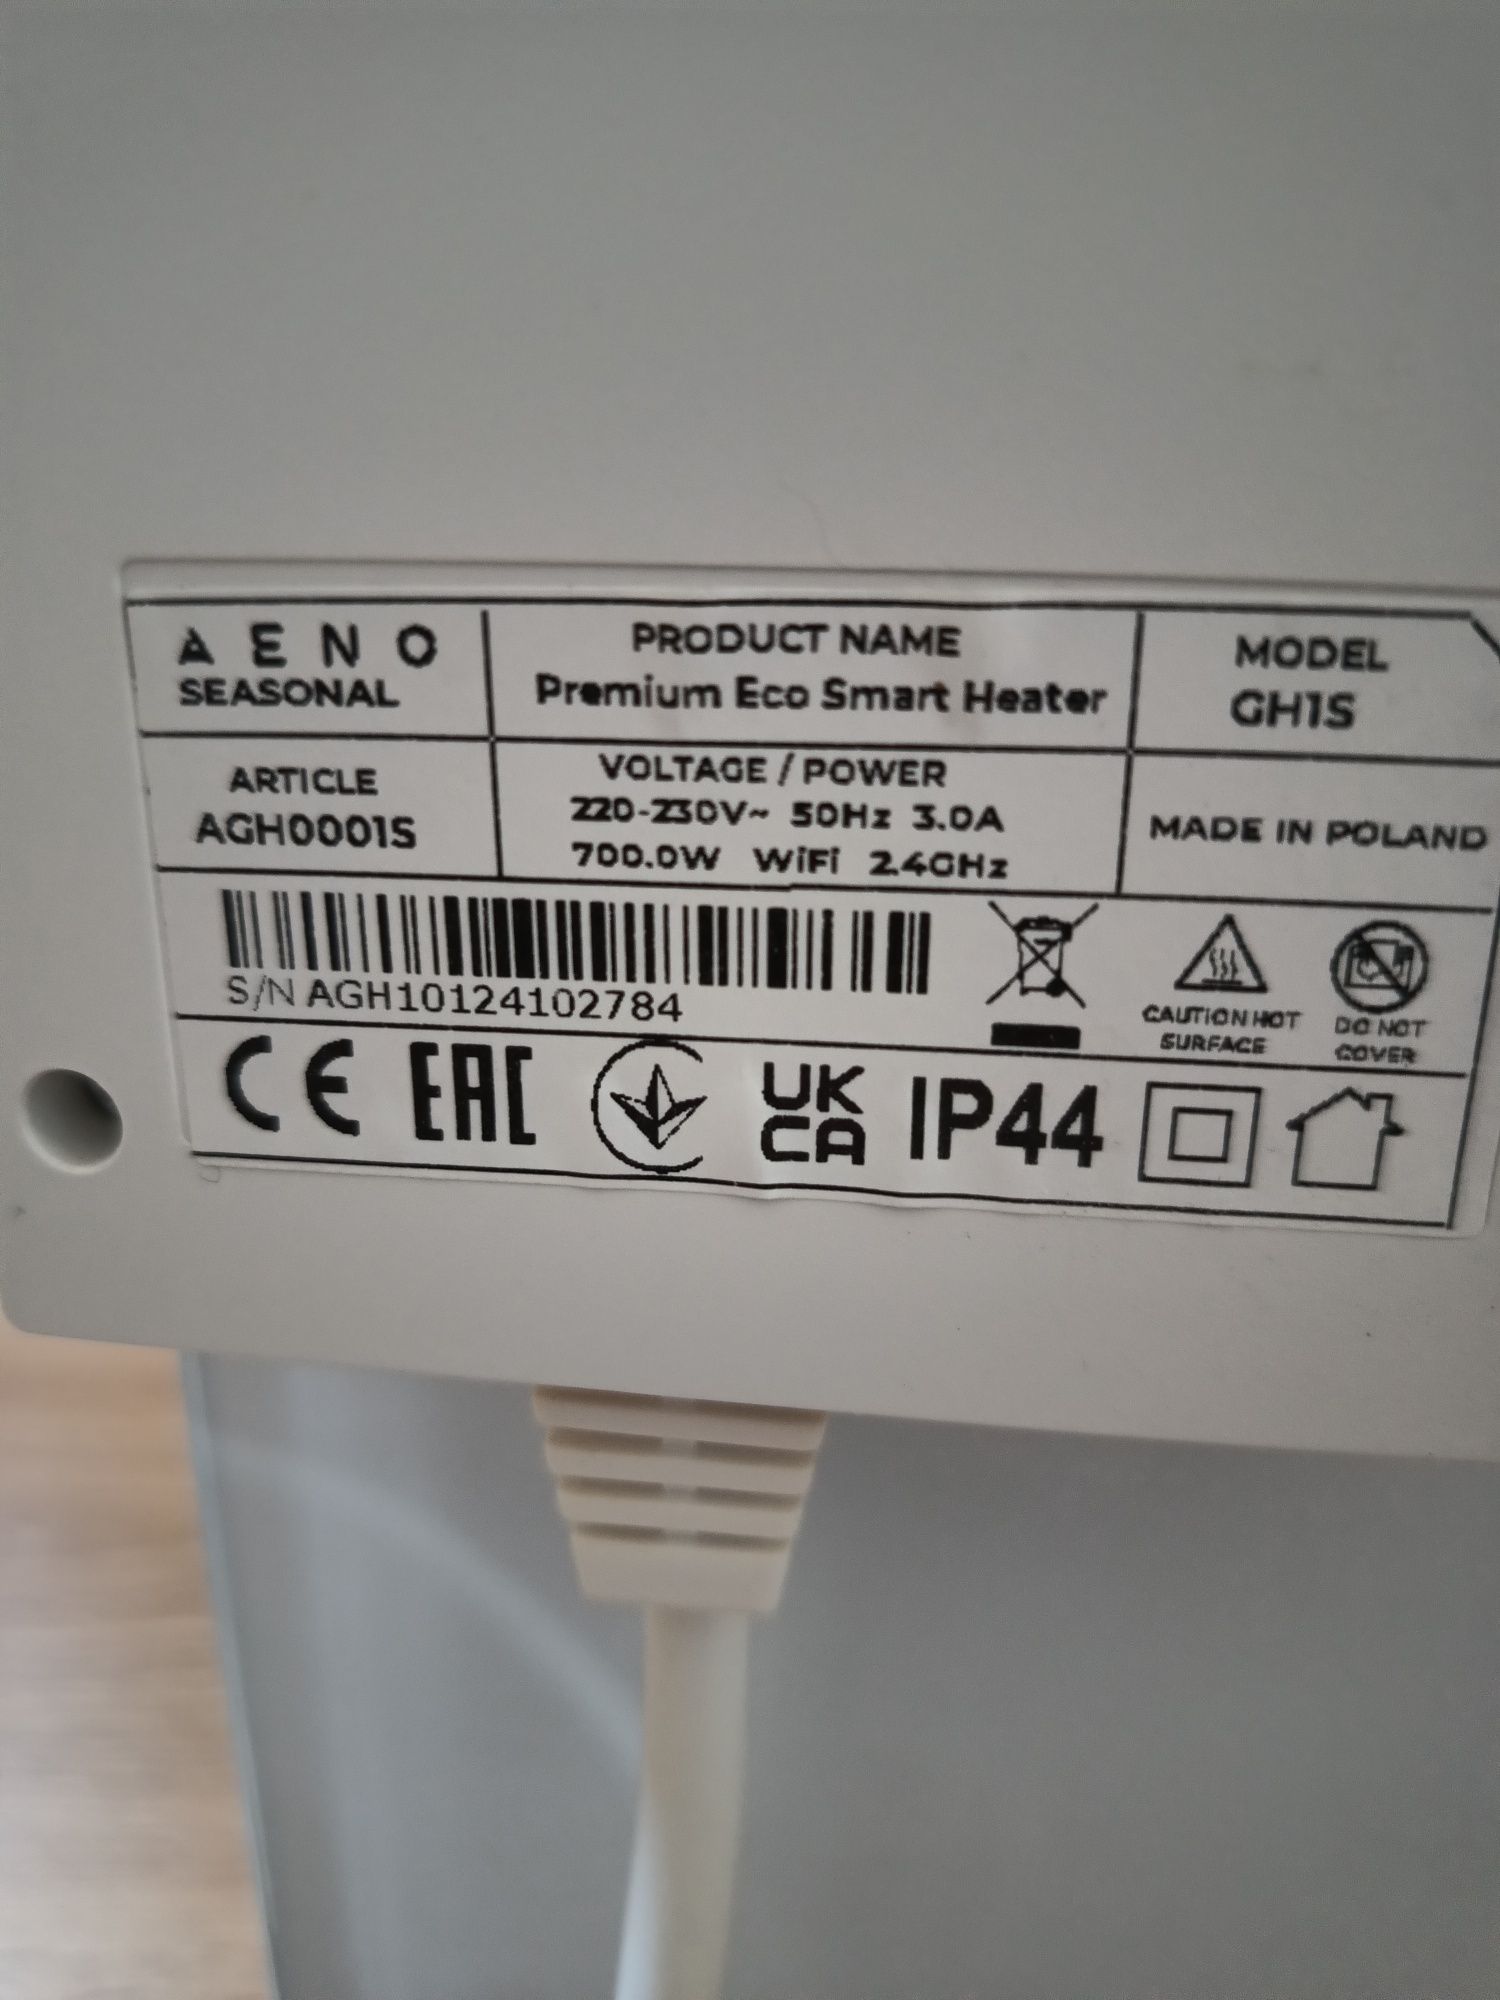 AENO
SEASONAL
PRODUCT NAME
Premium Eco Smart Heater
MODEL
GH1S
ARTICLE
AGH0001S
VOLTAGE / POWER
220-230V~ 50Hz 3.0A
700.0W WiFi 2.4GHz
MADE IN POLAND
S/N AGH10124102784
CAUTION HOT
SURFACE
DO NOT
COVER
CE EAC UK
CA IP44